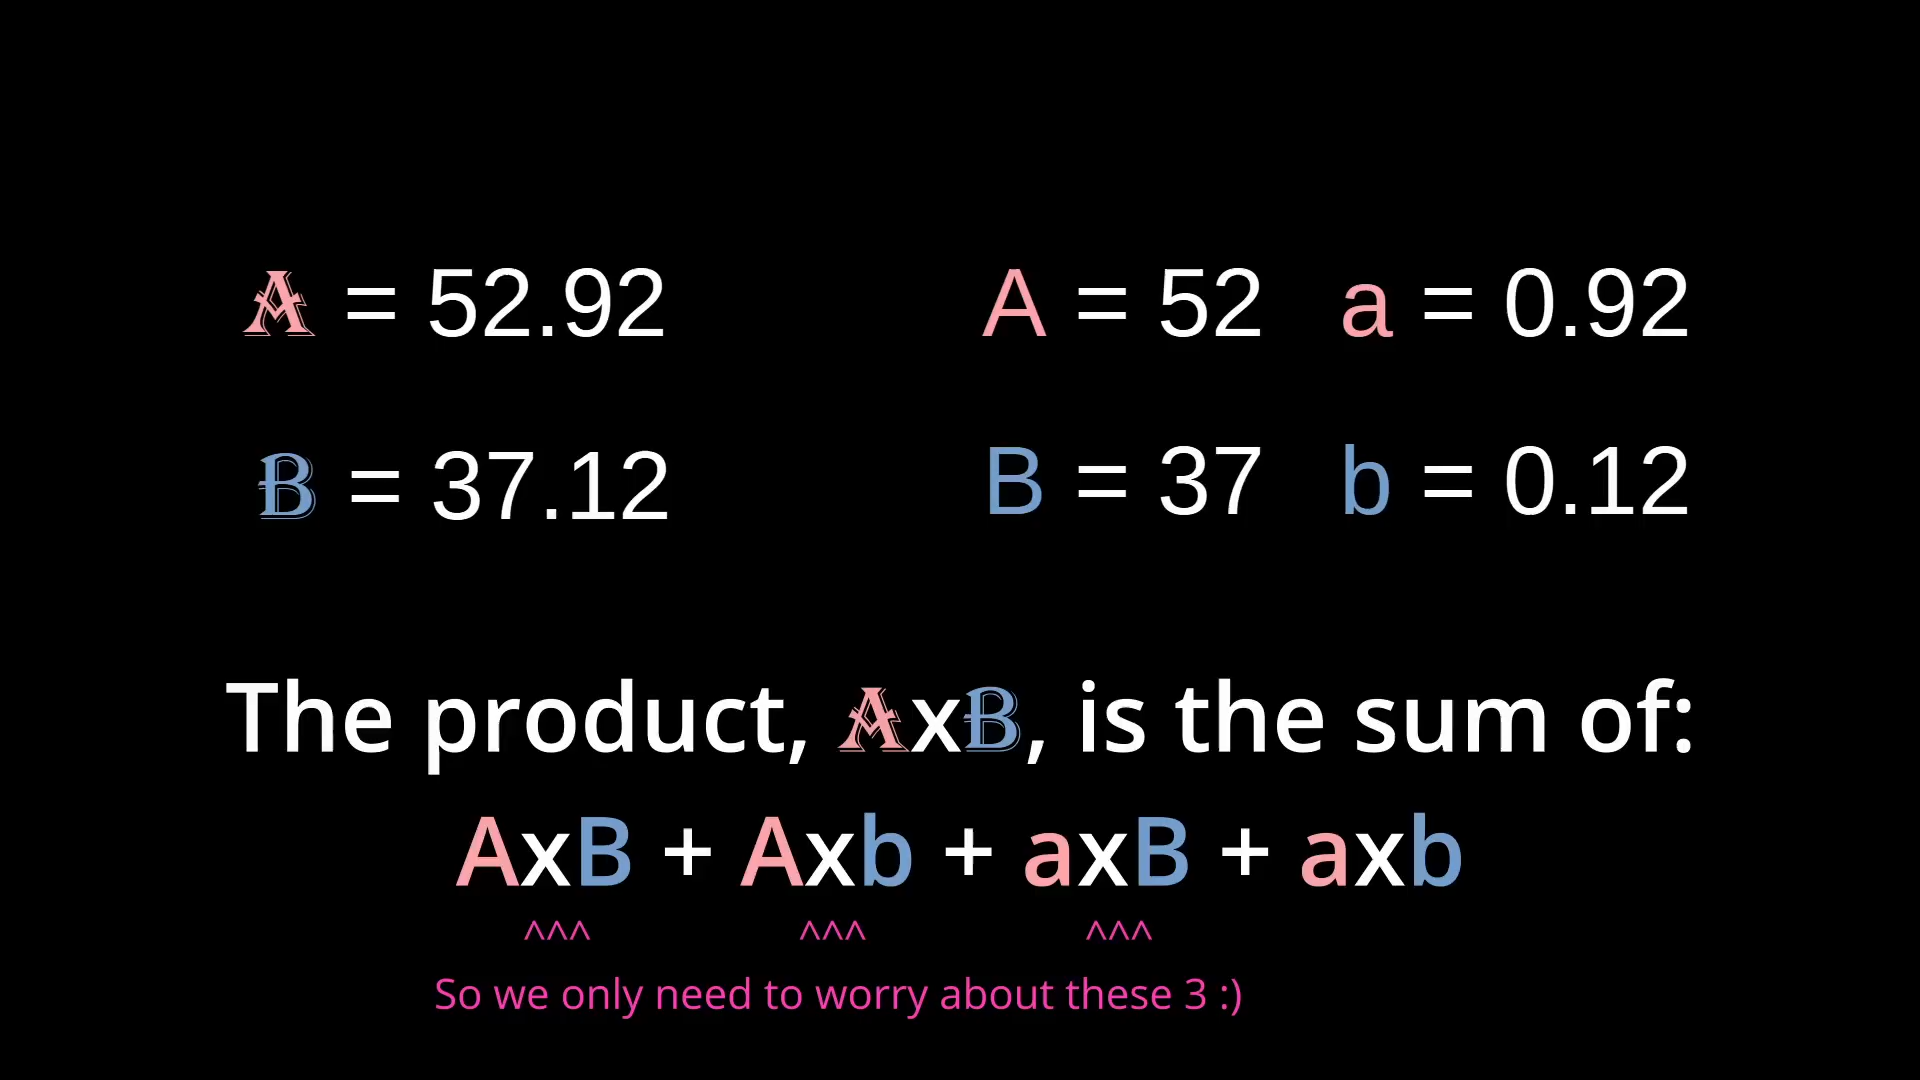 A = 52.92 A = 52 a = 0.92
B = 37.12 B = 37 b = 0.12
The product, AxB, is the sum of:
AxB + Axb + axB + axb
^^^ ^^^ ^^^
So we only need to worry about these 3 :)